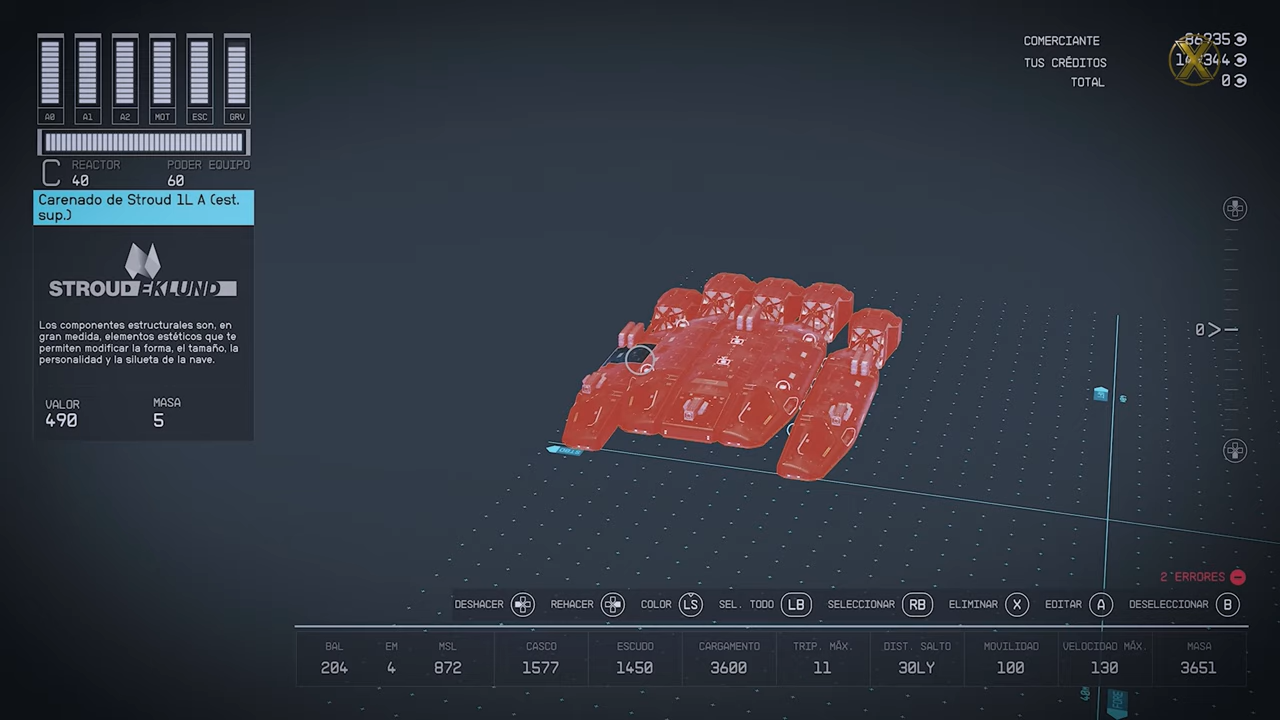 COMERCIANTE
TUS CRÉDITOS
TOTAL 0
A0 A1 A2 MOT ESC GRV
C
REACTOR PODER EQUIPO
40 60
Carenado de Stroud 1L A (est.
sup.)
STROUD EKLUND
Los componentes estructurales son, en
gran medida, elementos estéticos que te
permiten modificar la forma, el tamaño, la
personalidad y la silueta de la nave.
VALOR MASA
490 5
0
2 ERRORES
DESHACER REHACER COLOR LS SEL. TODO LB SELECCIONAR RB ELIMINAR X EDITAR A DESELECCIONAR B
BAL EM MSL CASCO ESCUDO CARGAMENTO TRIP. MÁX. DIST. SALTO MOVILIDAD VELOCIDAD MÁX. MASA
204 4 872 1577 1450 3600 11 30LY 100 130 3651